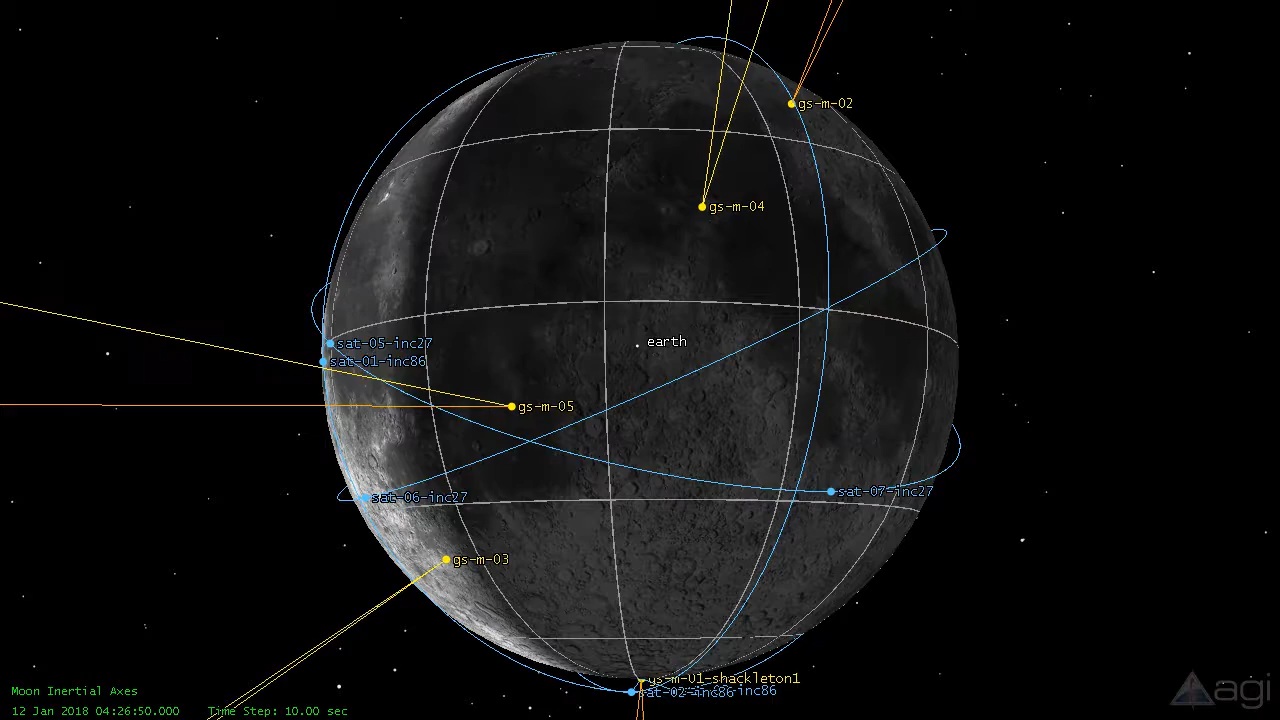 gs-m-02
gs-m-04
earth
sat-05-inc27
sat-01-inc86
gs-m-05
sat-06-inc27
sat-07-inc27
gs-m-03
gs-m-01-shackleton1
sat-02-inc86
inc86
Moon Inertial Axes
12 Jan 2018 04:26:50.000 Time Step: 10.00 sec
agi